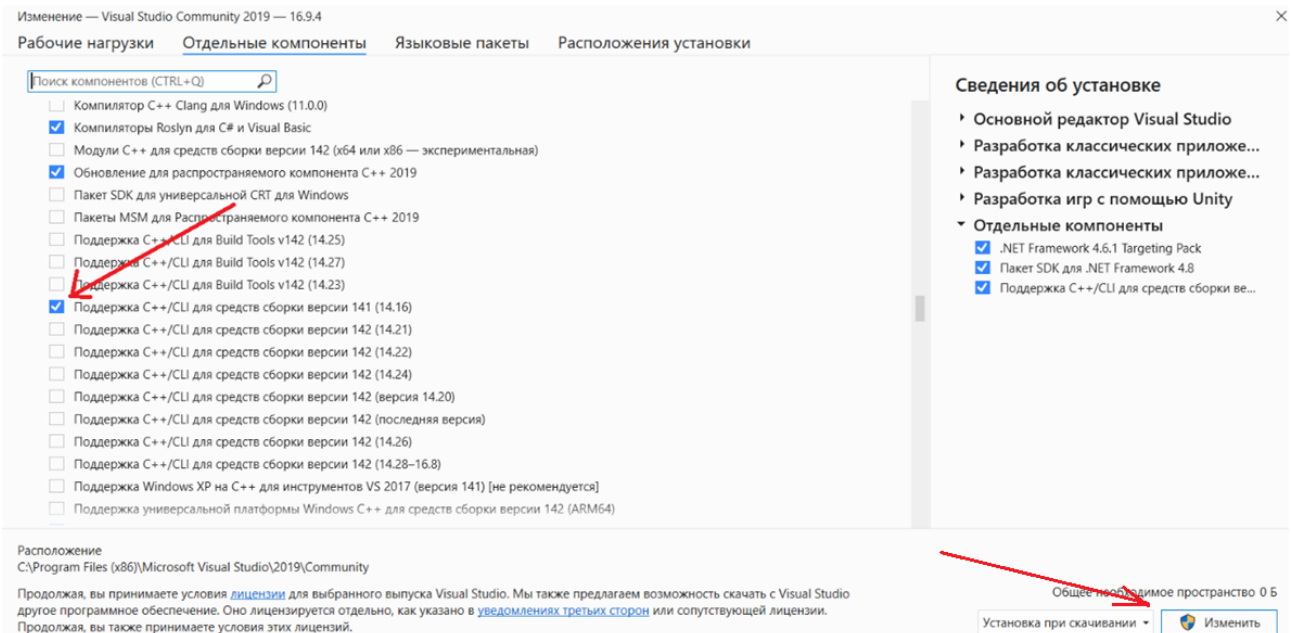 Изменение — Visual Studio Community 2019 — 16.9.4
Рабочие нагрузки Отдельные компоненты Языковые пакеты Расположения установки
Поиск компонентов (CTRL+Q)
Компилятор C++ Clang для Windows (11.0.0)
Компиляторы Roslyn для C# и Visual Basic
Модули C++ для средств сборки версии 142 (x64 или x86 — экспериментальная)
Обновление для распространяемого компонента C++ 2019
Пакет SDK для универсальной CRT для Windows
Пакеты MSM для Распространяемого компонента C++ 2019
Поддержка C++/CLI для Build Tools v142 (14.25)
Поддержка C++/CLI для Build Tools v142 (14.27)
Поддержка C++/CLI для Build Tools v142 (14.23)
Поддержка C++/CLI для средств сборки версии 141 (14.16)
Поддержка C++/CLI для средств сборки версии 142 (14.21)
Поддержка C++/CLI для средств сборки версии 142 (14.22)
Поддержка C++/CLI для средств сборки версии 142 (14.24)
Поддержка C++/CLI для средств сборки версии 142 (версия 14.20)
Поддержка C++/CLI для средств сборки версии 142 (последняя версия)
Поддержка C++/CLI для средств сборки версии 142 (14.26)
Поддержка C++/CLI для средств сборки версии 142 (14.28–16.8)
Поддержка Windows XP на C++ для инструментов VS 2017 (версия 141) [не рекомендуется]
Поддержка универсальной платформы Windows C++ для средств сборки версии 142 (ARM64)
Сведения об установке
Основной редактор Visual Studio
Разработка классических приложе...
Разработка классических приложе...
Разработка игр с помощью Unity
Отдельные компоненты
.NET Framework 4.6.1 Targeting Pack
Пакет SDK для .NET Framework 4.8
Поддержка C++/CLI для средств сборки ве...
Расположение
C:\Program Files (x86)\Microsoft Visual Studio\2019\Community
Продолжая, вы принимаете условия лицензии для выбранного выпуска Visual Studio. Мы также предлагаем возможность скачать с Visual Studio
другое программное обеспечение. Оно лицензируется отдельно, как указано в уведомлениях третьих сторон или сопутствующей лицензии.
Продолжая, вы также принимаете условия этих лицензий.
Общее необходимое пространство 0 Б
Установка при скачивании
Изменить